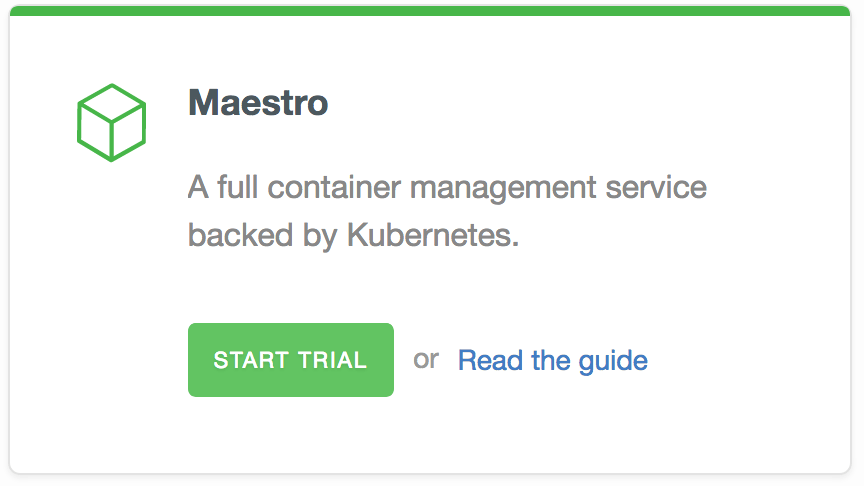 Maestro
A full container management service
backed by Kubernetes.
START TRIAL or Read the guide